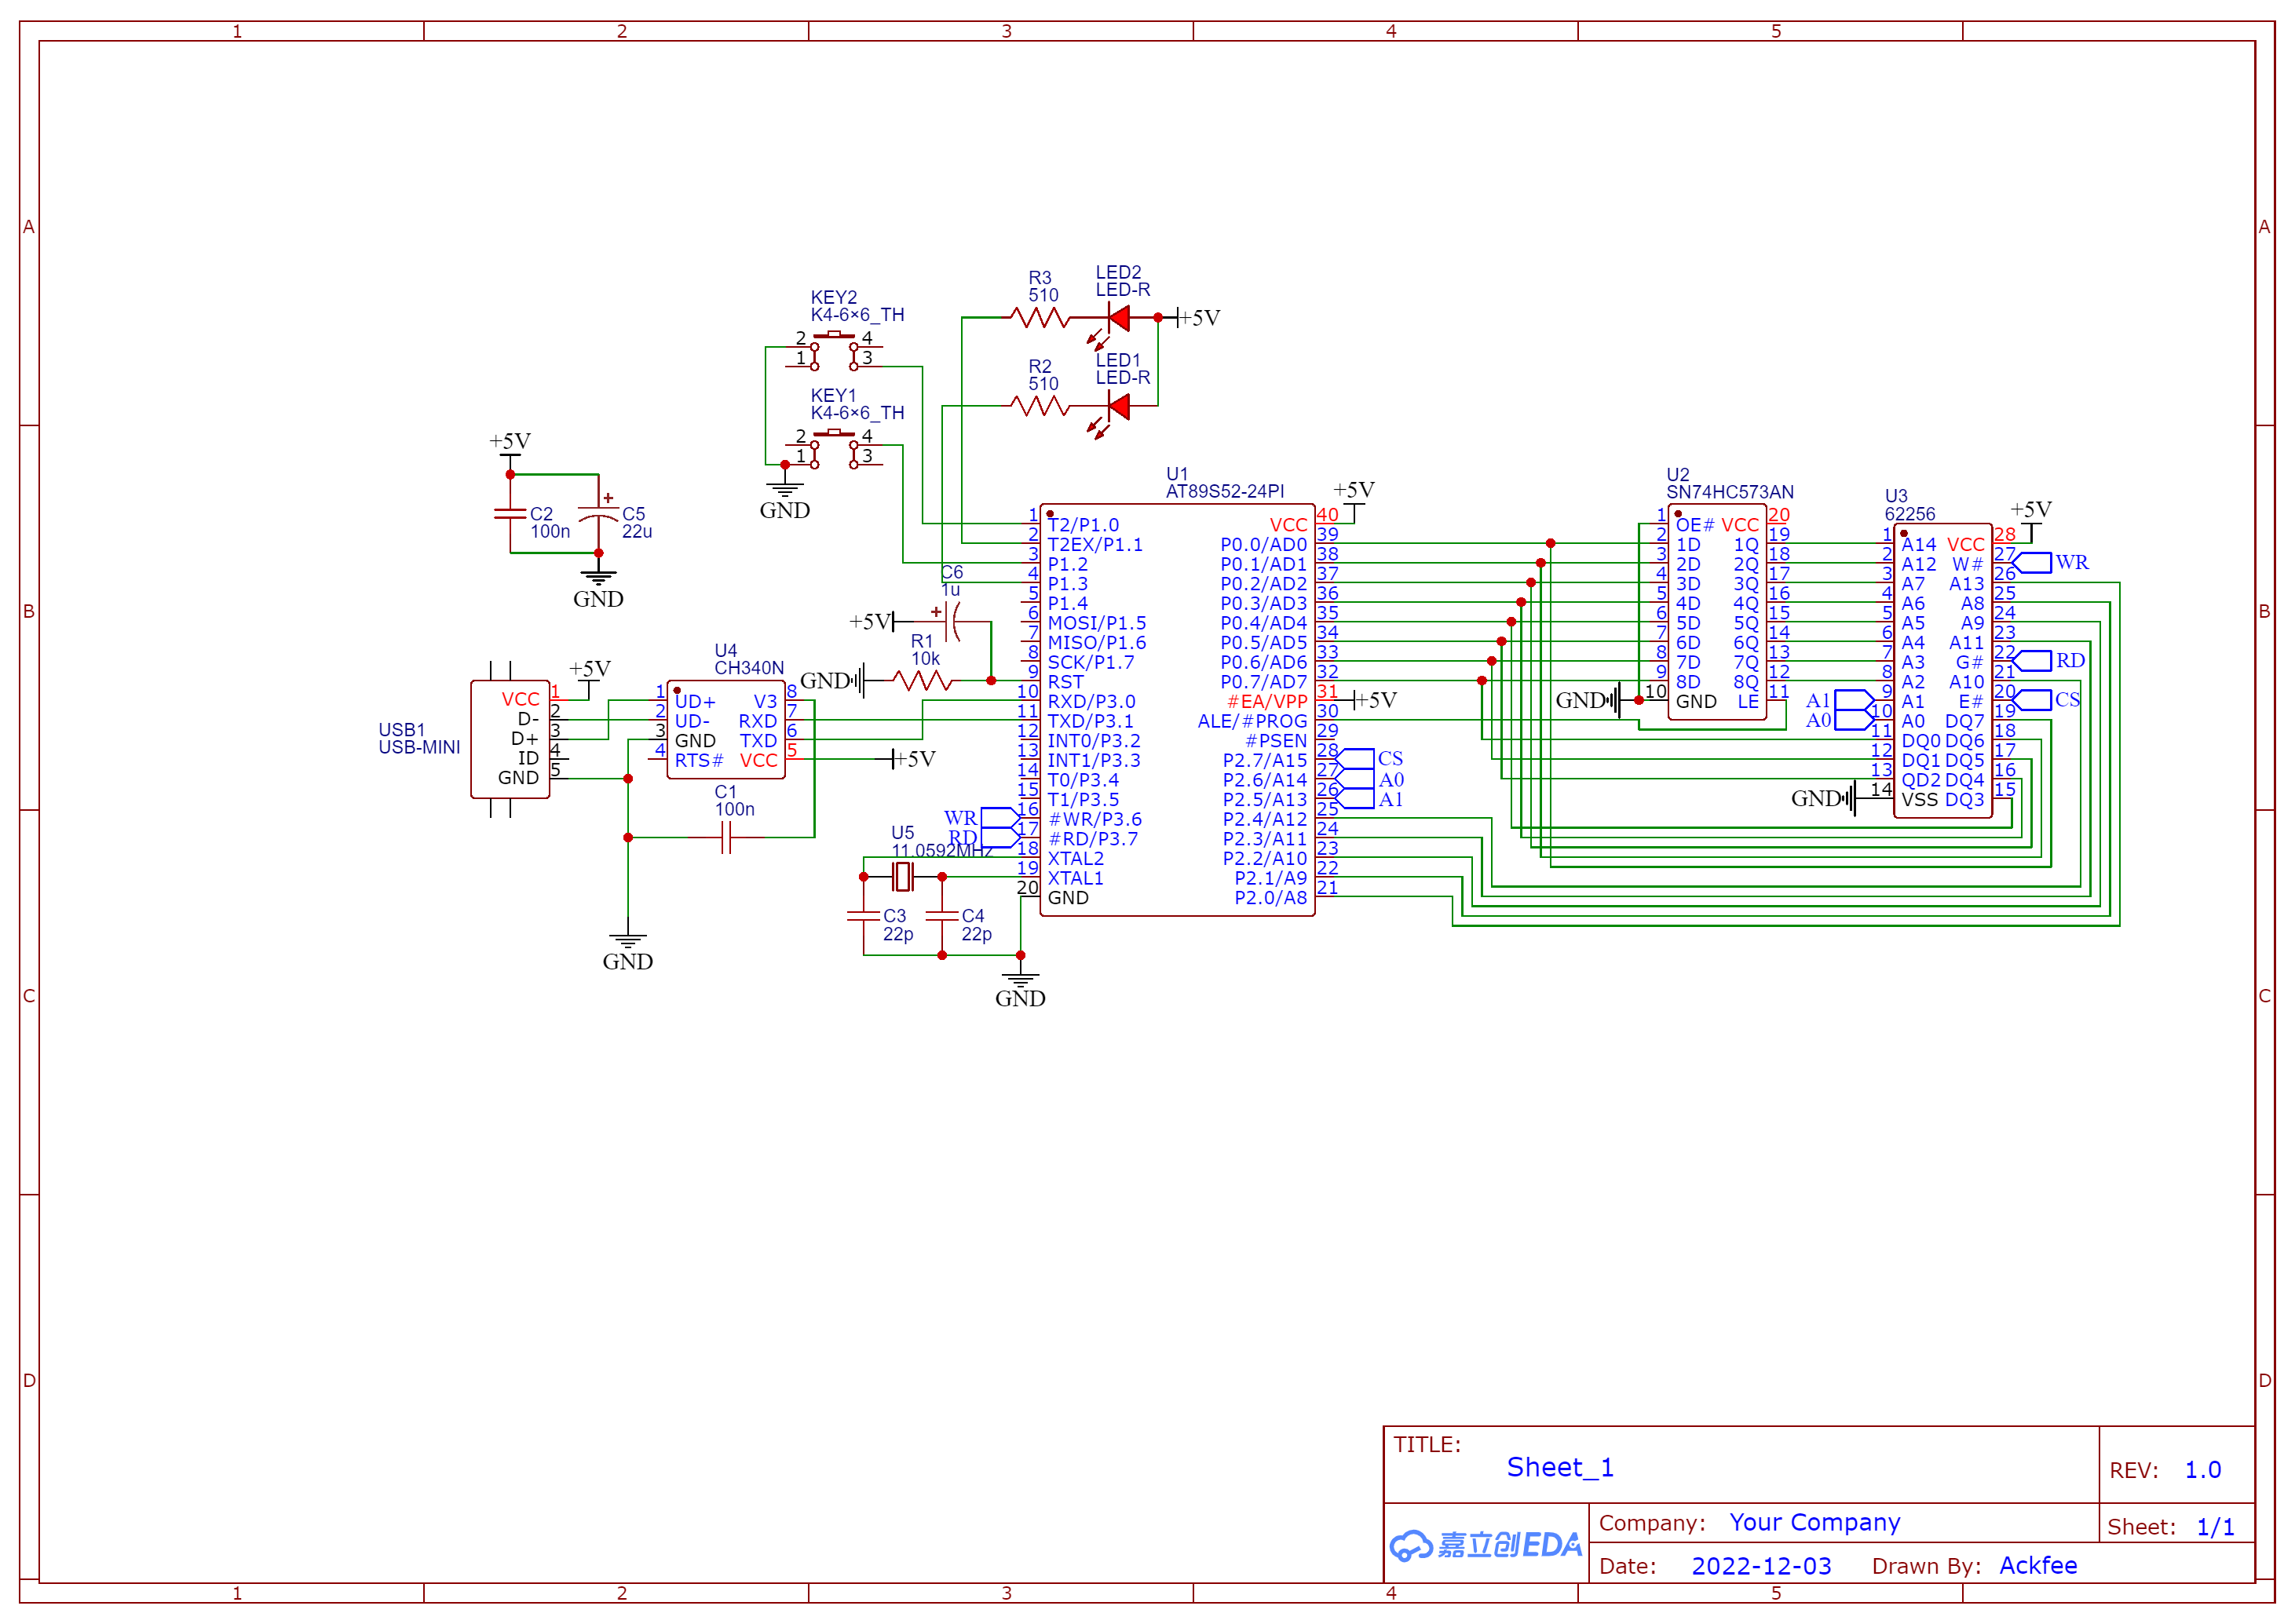 1 2 3 4 5
A
B
C
D
A
B
C
D
1 2 3 4 5
R3
510
LED2
LED-R
+5V
R2
510
LED1
LED-R
KEY2
K4-6×6_TH
2 4
1 3
KEY1
K4-6×6_TH
2 4
1 3
GND
+5V
C2
100n
C5
22u
GND
C6
1u
+5V
R1
10k
GND
USB1
USB-MINI
VCC 1
D- 2
D+ 3
ID 4
GND 5
+5V
U4
CH340N
1 UD+ V3 8
2 UD- RXD 7
3 GND TXD 6
4 RTS# VCC 5
+5V
C1
100n
GND
WR
RD
U5
11.0592MHz
C3
22p
C4
22p
GND
U1
AT89S52-24PI
1 T2/P1.0 VCC 40
2 T2EX/P1.1 P0.0/AD0 39
3 P1.2 P0.1/AD1 38
4 P1.3 P0.2/AD2 37
5 P1.4 P0.3/AD3 36
6 MOSI/P1.5 P0.4/AD4 35
7 MISO/P1.6 P0.5/AD5 34
8 SCK/P1.7 P0.6/AD6 33
9 RST P0.7/AD7 32
10 RXD/P3.0 #EA/VPP 31
11 TXD/P3.1 ALE/#PROG 30
12 INT0/P3.2 #PSEN 29
13 INT1/P3.3 P2.7/A15 28
14 T0/P3.4 P2.6/A14 27
15 T1/P3.5 P2.5/A13 26
16 #WR/P3.6 P2.4/A12 25
17 #RD/P3.7 P2.3/A11 24
18 XTAL2 P2.2/A10 23
19 XTAL1 P2.1/A9 22
20 GND P2.0/A8 21
+5V
+5V
CS
A0
A1
U2
SN74HC573AN
1 OE# VCC 20
2 1D 1Q 19
3 2D 2Q 18
4 3D 3Q 17
5 4D 4Q 16
6 5D 5Q 15
7 6D 6Q 14
8 7D 7Q 13
9 8D 8Q 12
10 GND LE 11
GND
U3
62256
+5V
1 A14 VCC 28
2 A12 W# 27
3 A7 A13 26
4 A6 A8 25
5 A5 A9 24
6 A4 A11 23
7 A3 G# 22
8 A2 A10 21
9 A1 E# 20
10 A0 DQ7 19
11 DQ0 DQ6 18
12 DQ1 DQ5 17
13 QD2 DQ4 16
14 VSS DQ3 15
WR
RD
CS
A1
A0
GND
TITLE:
Sheet_1
REV: 1.0
嘉立创EDA
Company: Your Company
Sheet: 1/1
Date: 2022-12-03 Drawn By: Ackfee